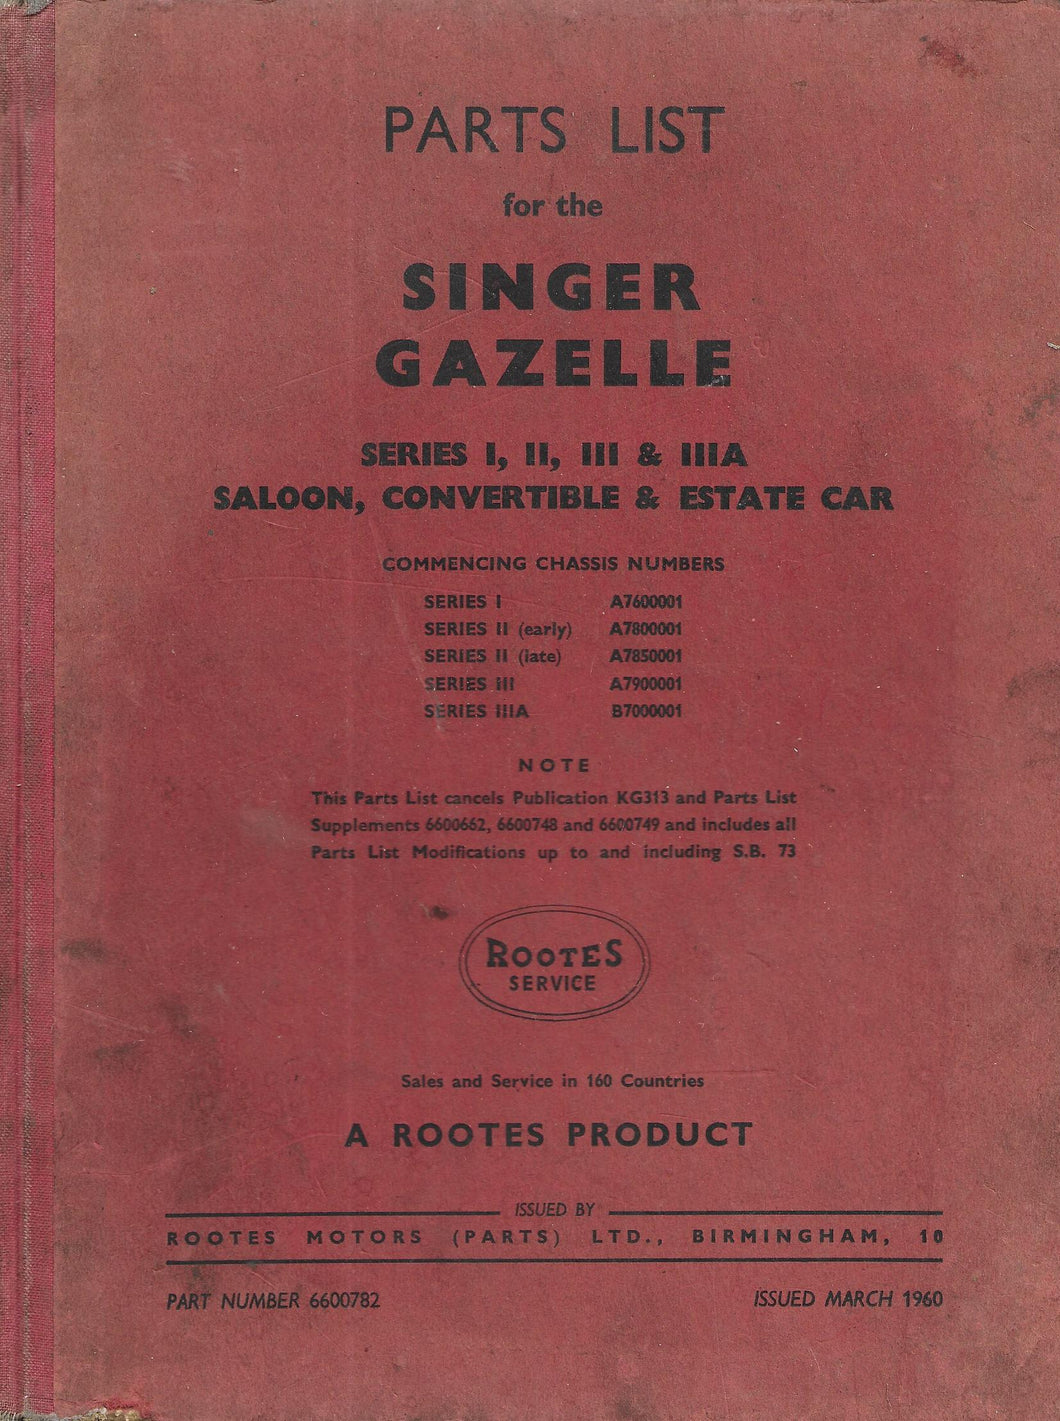 PARTS LIST
for the
SINGER
GAZELLE
SERIES I, II, III & IIIA
SALOON, CONVERTIBLE & ESTATE CAR
COMMENCING CHASSIS NUMBERS
SERIES I A7600001
SERIES II (early) A7800001
SERIES II (late) A7850001
SERIES III A7900001
SERIES IIIA B7000001
NOTE
This Parts List cancels Publication KG313 and Parts List
Supplements 6600662, 6600748 and 6600749 and includes all
Parts List Modifications up to and including S.B. 73
ROOTES
SERVICE
Sales and Service in 160 Countries
A ROOTES PRODUCT
ISSUED BY
ROOTES MOTORS (PARTS) LTD., BIRMINGHAM, 10
PART NUMBER 6600782 ISSUED MARCH 1960